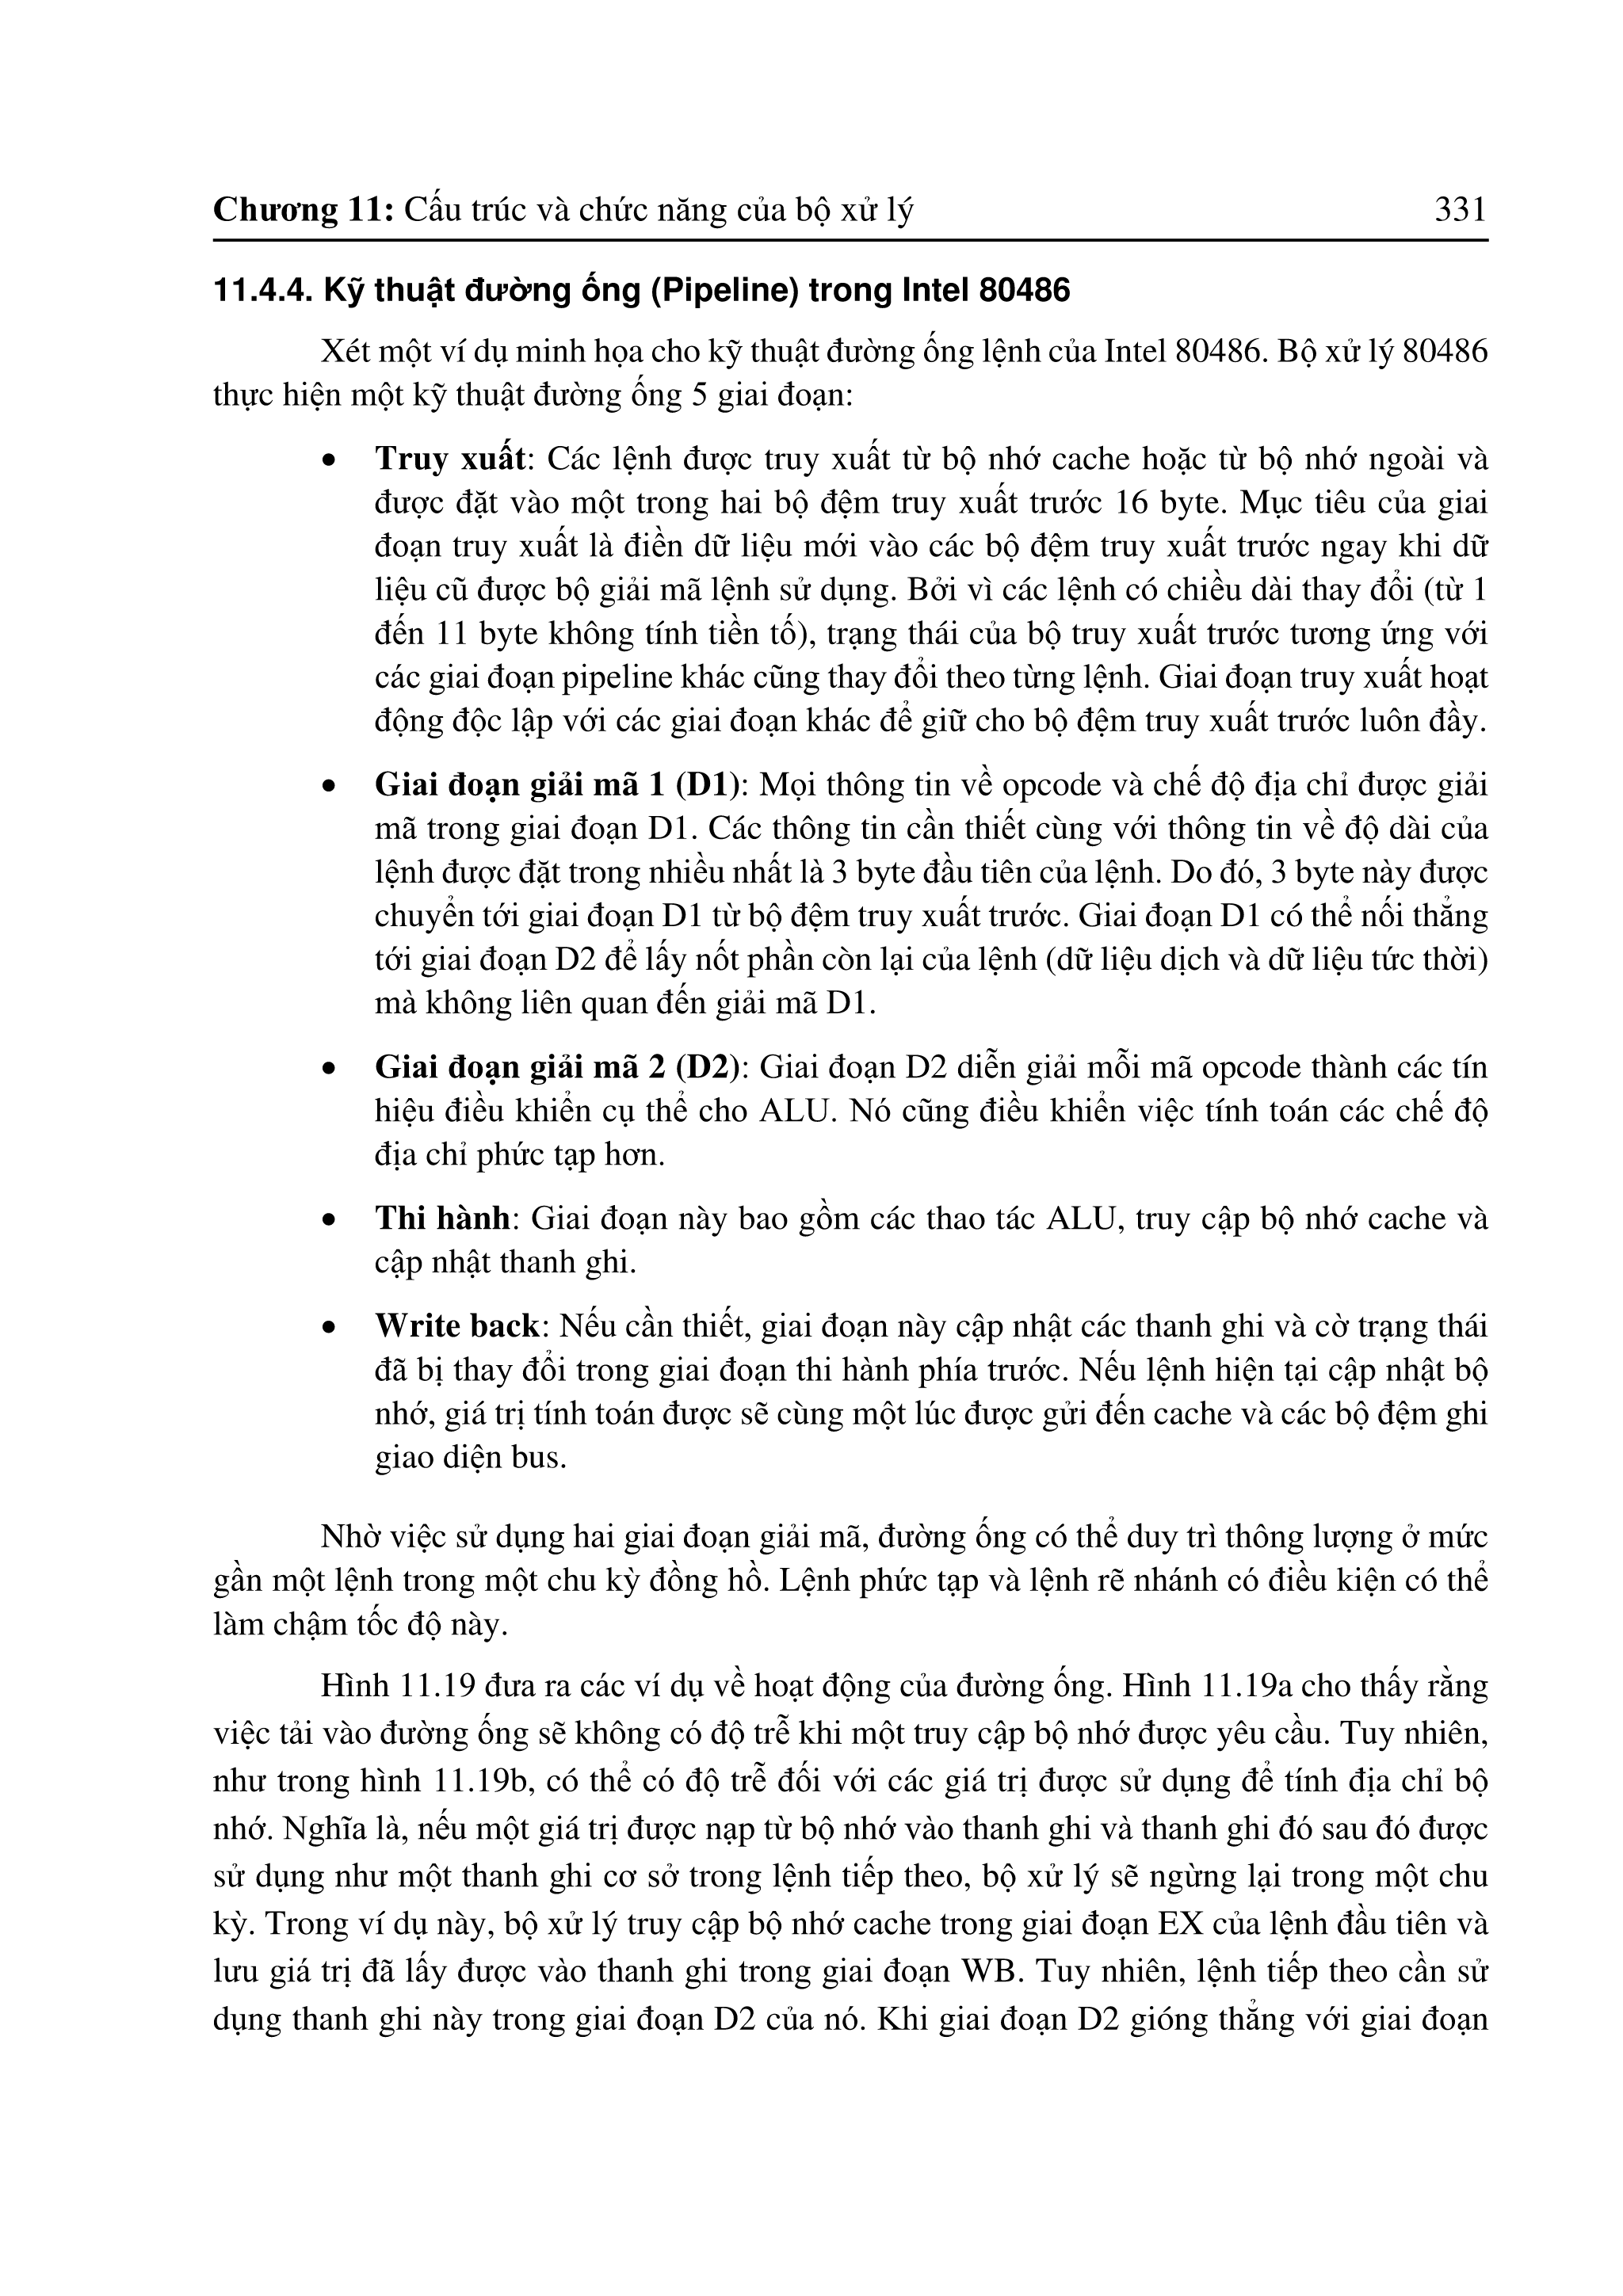 Chương 11: Cấu trúc và chức năng của bộ xử lý 331
11.4.4. Kỹ thuật đường ống (Pipeline) trong Intel 80486
Xét một ví dụ minh họa cho kỹ thuật đường ống lệnh của Intel 80486. Bộ xử lý 80486
thực hiện một kỹ thuật đường ống 5 giai đoạn:
• Truy xuất: Các lệnh được truy xuất từ bộ nhớ cache hoặc từ bộ nhớ ngoài và
được đặt vào một trong hai bộ đệm truy xuất trước 16 byte. Mục tiêu của giai
đoạn truy xuất là điền dữ liệu mới vào các bộ đệm truy xuất trước ngay khi dữ
liệu cũ được bộ giải mã lệnh sử dụng. Bởi vì các lệnh có chiều dài thay đổi (từ 1
đến 11 byte không tính tiền tố), trạng thái của bộ truy xuất trước tương ứng với
các giai đoạn pipeline khác cũng thay đổi theo từng lệnh. Giai đoạn truy xuất hoạt
động độc lập với các giai đoạn khác để giữ cho bộ đệm truy xuất trước luôn đầy.
• Giai đoạn giải mã 1 (D1): Mọi thông tin về opcode và chế độ địa chỉ được giải
mã trong giai đoạn D1. Các thông tin cần thiết cùng với thông tin về độ dài của
lệnh được đặt trong nhiều nhất là 3 byte đầu tiên của lệnh. Do đó, 3 byte này được
chuyển tới giai đoạn D1 từ bộ đệm truy xuất trước. Giai đoạn D1 có thể nối thẳng
tới giai đoạn D2 để lấy nốt phần còn lại của lệnh (dữ liệu dịch và dữ liệu tức thời)
mà không liên quan đến giải mã D1.
• Giai đoạn giải mã 2 (D2): Giai đoạn D2 diễn giải mỗi mã opcode thành các tín
hiệu điều khiển cụ thể cho ALU. Nó cũng điều khiển việc tính toán các chế độ
địa chỉ phức tạp hơn.
• Thi hành: Giai đoạn này bao gồm các thao tác ALU, truy cập bộ nhớ cache và
cập nhật thanh ghi.
• Write back: Nếu cần thiết, giai đoạn này cập nhật các thanh ghi và cờ trạng thái
đã bị thay đổi trong giai đoạn thi hành phía trước. Nếu lệnh hiện tại cập nhật bộ
nhớ, giá trị tính toán được sẽ cùng một lúc được gửi đến cache và các bộ đệm ghi
giao diện bus.
Nhờ việc sử dụng hai giai đoạn giải mã, đường ống có thể duy trì thông lượng ở mức
gần một lệnh trong một chu kỳ đồng hồ. Lệnh phức tạp và lệnh rẽ nhánh có điều kiện có thể
làm chậm tốc độ này.
Hình 11.19 đưa ra các ví dụ về hoạt động của đường ống. Hình 11.19a cho thấy rằng
việc tải vào đường ống sẽ không có độ trễ khi một truy cập bộ nhớ được yêu cầu. Tuy nhiên,
như trong hình 11.19b, có thể có độ trễ đối với các giá trị được sử dụng để tính địa chỉ bộ
nhớ. Nghĩa là, nếu một giá trị được nạp từ bộ nhớ vào thanh ghi và thanh ghi đó sau đó được
sử dụng như một thanh ghi cơ sở trong lệnh tiếp theo, bộ xử lý sẽ ngừng lại trong một chu
kỳ. Trong ví dụ này, bộ xử lý truy cập bộ nhớ cache trong giai đoạn EX của lệnh đầu tiên và
lưu giá trị đã lấy được vào thanh ghi trong giai đoạn WB. Tuy nhiên, lệnh tiếp theo cần sử
dụng thanh ghi này trong giai đoạn D2 của nó. Khi giai đoạn D2 gióng thẳng với giai đoạn